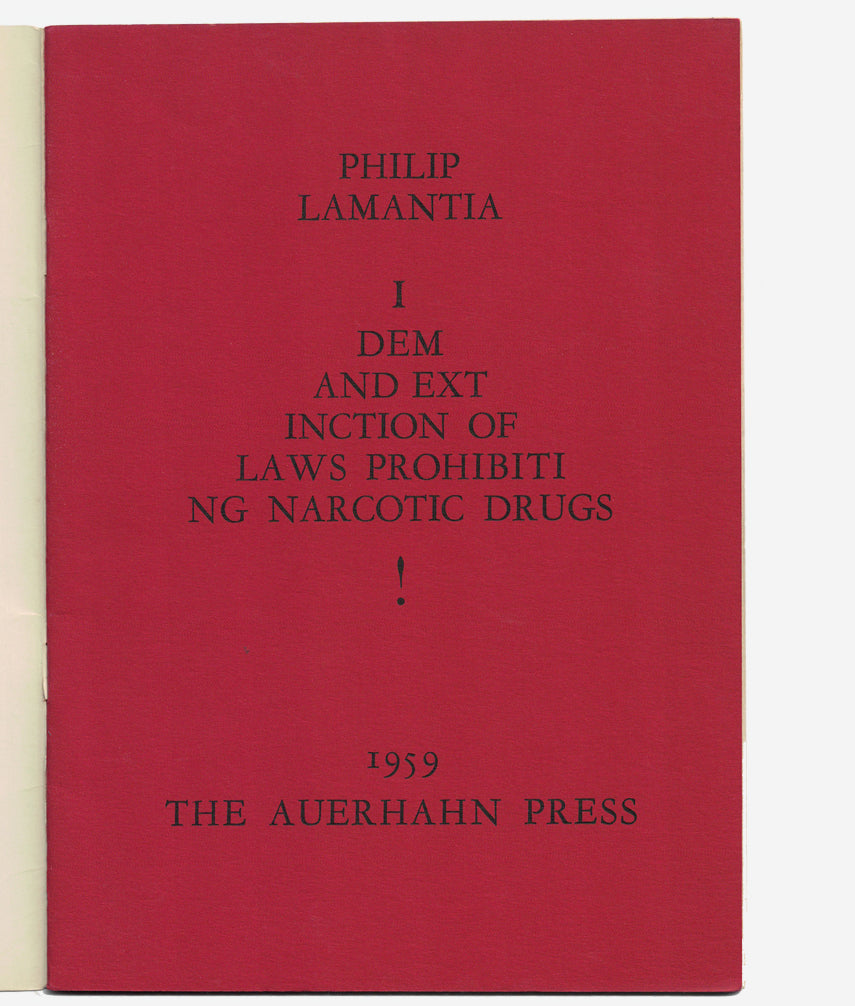 PHILIP
LAMANTIA
I
DEM
AND EXT
INCTION OF
LAWS PROHIBITI
NG NARCOTIC DRUGS
!
1959
THE AUERHAHN PRESS